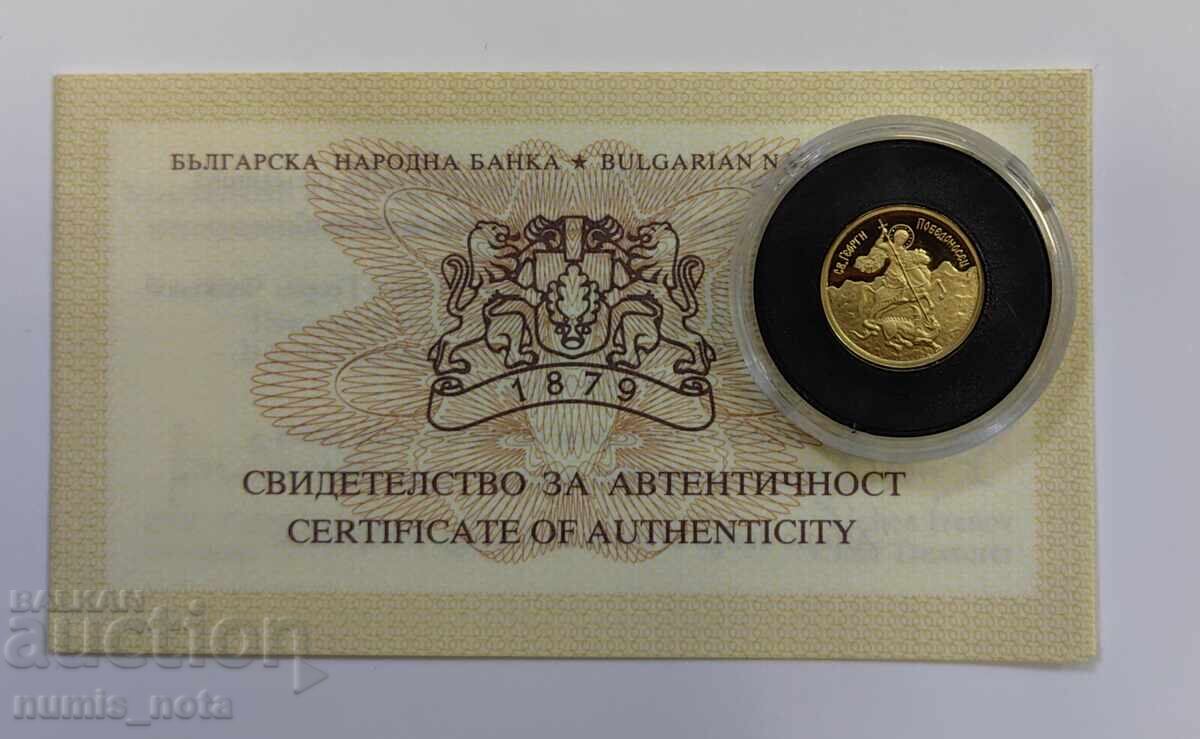 БЪЛГАРСКА НАРОДНА БАНКА ★ BULGARIAN N
СВ. ГЕОРГИ ПОБЕДОНОСЕЦ
1879
СВИДЕТЕЛСТВО ЗА АВТЕНТИЧНОСТ
CERTIFICATE OF AUTHENTICITY
BALKAN
auction
numis_nota